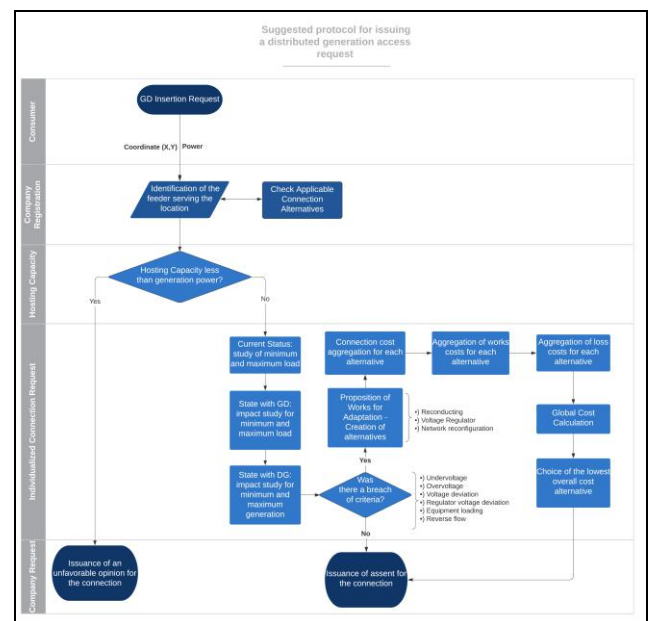 Suggested protocol for issuing
a distributed generation access
request
Consumer
GD Insertion Request
Coordinate (X,Y) Power
Company
Registration
Identification of the
feeder serving the
location
Check Applicable
Connection
Alternatives
Hosting Capacity
Hosting Capacity less
than generation power?
Yes
No
Individualized Connection Request
Current Status:
study of minimum
and maximum load
State with GD:
impact study for
minimum and
maximum load
State with DG:
impact study for
minimum and
maximum
generation
Connection cost
aggregation for each
alternative
Aggregation of works
costs for each
alternative
Aggregation of loss
costs for each
alternative
Proposition of
Works for
Adaptation -
Creation of
alternatives
•) Reconducting
•) Voltage Regulator
•) Network reconfiguration
Global Cost
Calculation
Choice of the lowest
overall cost
alternative
Yes
Was
there a breach
of criteria?
•) Undervoltage
•) Overvoltage
•) Voltage deviation
•) Regulator voltage deviation
•) Equipment loading
•) Reverse flow
No
Company Request
Issuance of an
unfavorable opinion for
the connection
Issuance of assent for
the connection